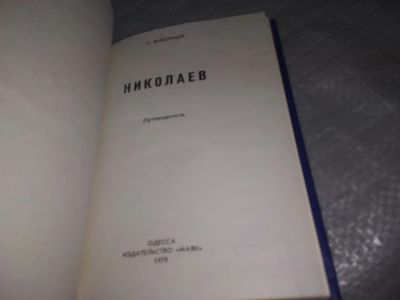 НИКОЛАЕВ
Путеводитель
ОДЕССА
ИЗДАТЕЛЬСТВО «МАЯК»
1979